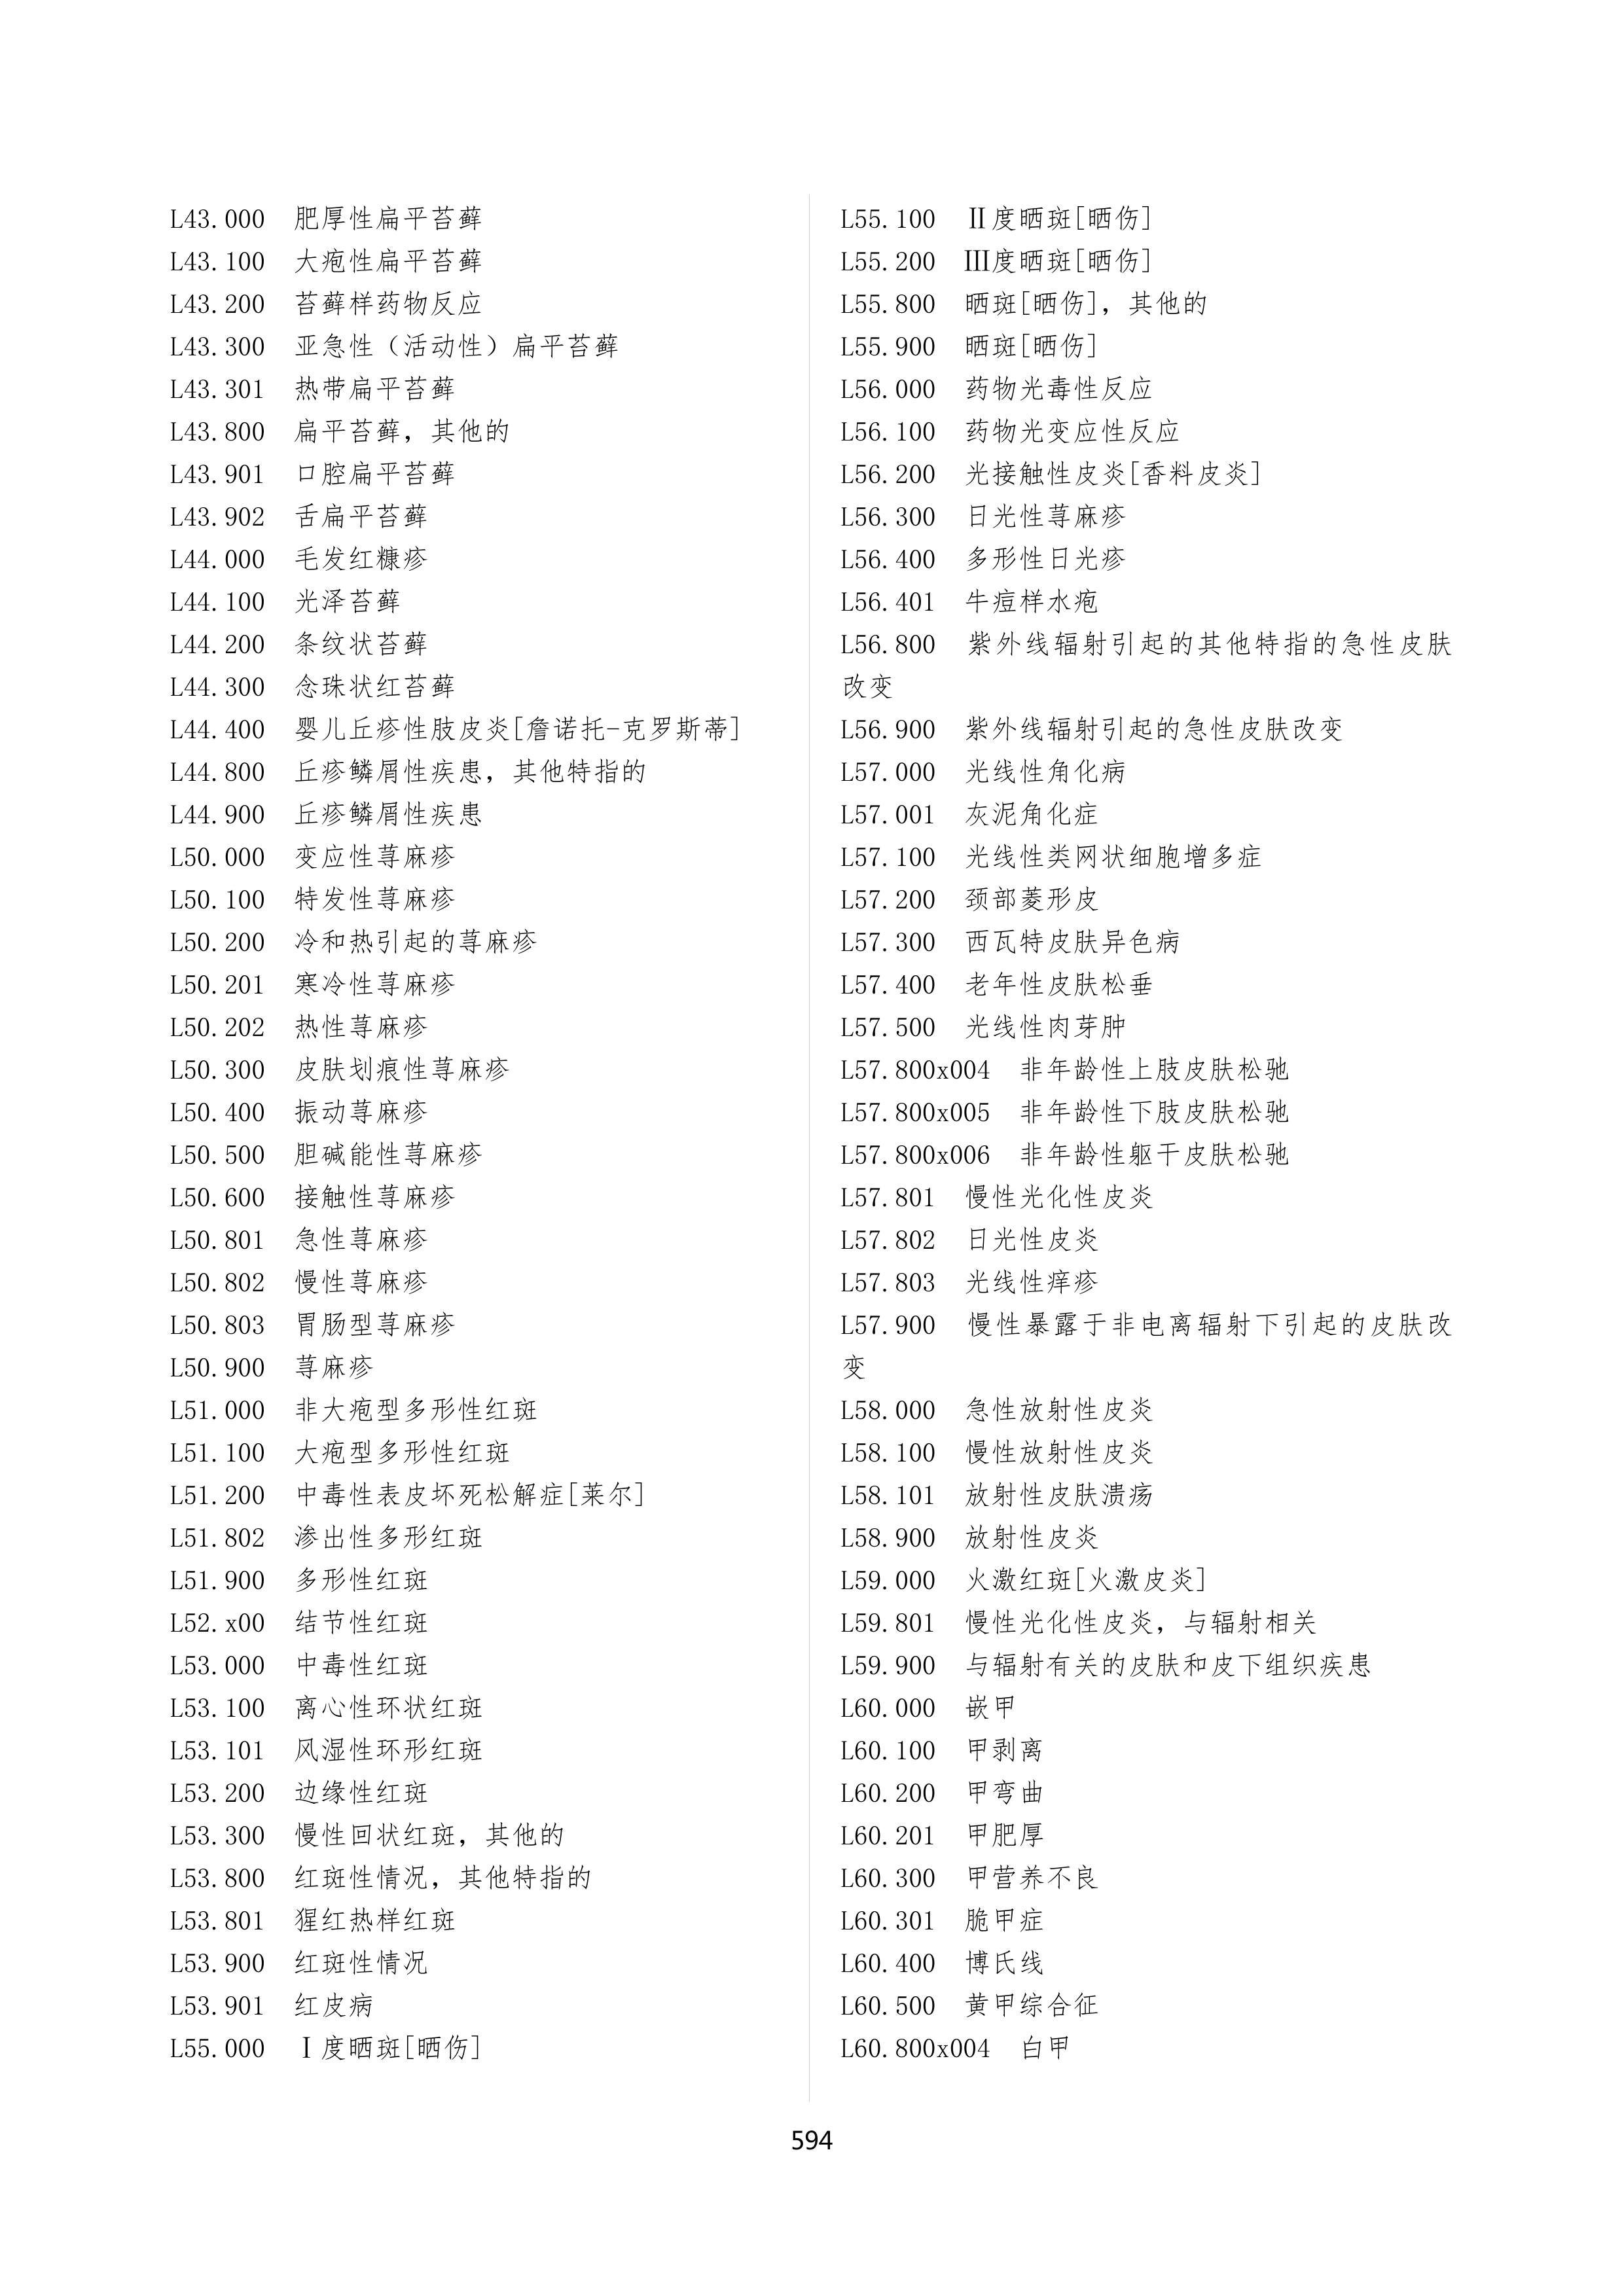 L43.000 肥厚性扁平苔藓
L43.100 大疱性扁平苔藓
L43.200 苔藓样药物反应
L43.300 亚急性（活动性）扁平苔藓
L43.301 热带扁平苔藓
L43.800 扁平苔藓，其他的
L43.901 口腔扁平苔藓
L43.902 舌扁平苔藓
L44.000 毛发红糠疹
L44.100 光泽苔藓
L44.200 条纹状苔藓
L44.300 念珠状红苔藓
L44.400 婴儿丘疹性肢皮炎[詹诺托-克罗斯蒂]
L44.800 丘疹鳞屑性疾患，其他特指的
L44.900 丘疹鳞屑性疾患
L50.000 变应性荨麻疹
L50.100 特发性荨麻疹
L50.200 冷和热引起的荨麻疹
L50.201 寒冷性荨麻疹
L50.202 热性荨麻疹
L50.300 皮肤划痕性荨麻疹
L50.400 振动荨麻疹
L50.500 胆碱能性荨麻疹
L50.600 接触性荨麻疹
L50.801 急性荨麻疹
L50.802 慢性荨麻疹
L50.803 胃肠型荨麻疹
L50.900 荨麻疹
L51.000 非大疱型多形性红斑
L51.100 大疱型多形性红斑
L51.200 中毒性表皮坏死松解症[莱尔]
L51.802 渗出性多形红斑
L51.900 多形性红斑
L52.x00 结节性红斑
L53.000 中毒性红斑
L53.100 离心性环状红斑
L53.101 风湿性环形红斑
L53.200 边缘性红斑
L53.300 慢性回状红斑，其他的
L53.800 红斑性情况，其他特指的
L53.801 猩红热样红斑
L53.900 红斑性情况
L53.901 红皮病
L55.000 Ⅰ度晒斑[晒伤]
L55.100 Ⅱ度晒斑[晒伤]
L55.200 Ⅲ度晒斑[晒伤]
L55.800 晒斑[晒伤]，其他的
L55.900 晒斑[晒伤]
L56.000 药物光毒性反应
L56.100 药物光变应性反应
L56.200 光接触性皮炎[香料皮炎]
L56.300 日光性荨麻疹
L56.400 多形性日光疹
L56.401 牛痘样水疱
L56.800 紫外线辐射引起的其他特指的急性皮肤
改变
L56.900 紫外线辐射引起的急性皮肤改变
L57.000 光线性角化病
L57.001 灰泥角化症
L57.100 光线性类网状细胞增多症
L57.200 颈部菱形皮
L57.300 西瓦特皮肤异色病
L57.400 老年性皮肤松垂
L57.500 光线性肉芽肿
L57.800x004 非年龄性上肢皮肤松驰
L57.800x005 非年龄性下肢皮肤松驰
L57.800x006 非年龄性躯干皮肤松驰
L57.801 慢性光化性皮炎
L57.802 日光性皮炎
L57.803 光线性痒疹
L57.900 慢性暴露于非电离辐射下引起的皮肤改
变
L58.000 急性放射性皮炎
L58.100 慢性放射性皮炎
L58.101 放射性皮肤溃疡
L58.900 放射性皮炎
L59.000 火激红斑[火激皮炎]
L59.801 慢性光化性皮炎，与辐射相关
L59.900 与辐射有关的皮肤和皮下组织疾患
L60.000 嵌甲
L60.100 甲剥离
L60.200 甲弯曲
L60.201 甲肥厚
L60.300 甲营养不良
L60.301 脆甲症
L60.400 博氏线
L60.500 黄甲综合征
L60.800x004 白甲
594